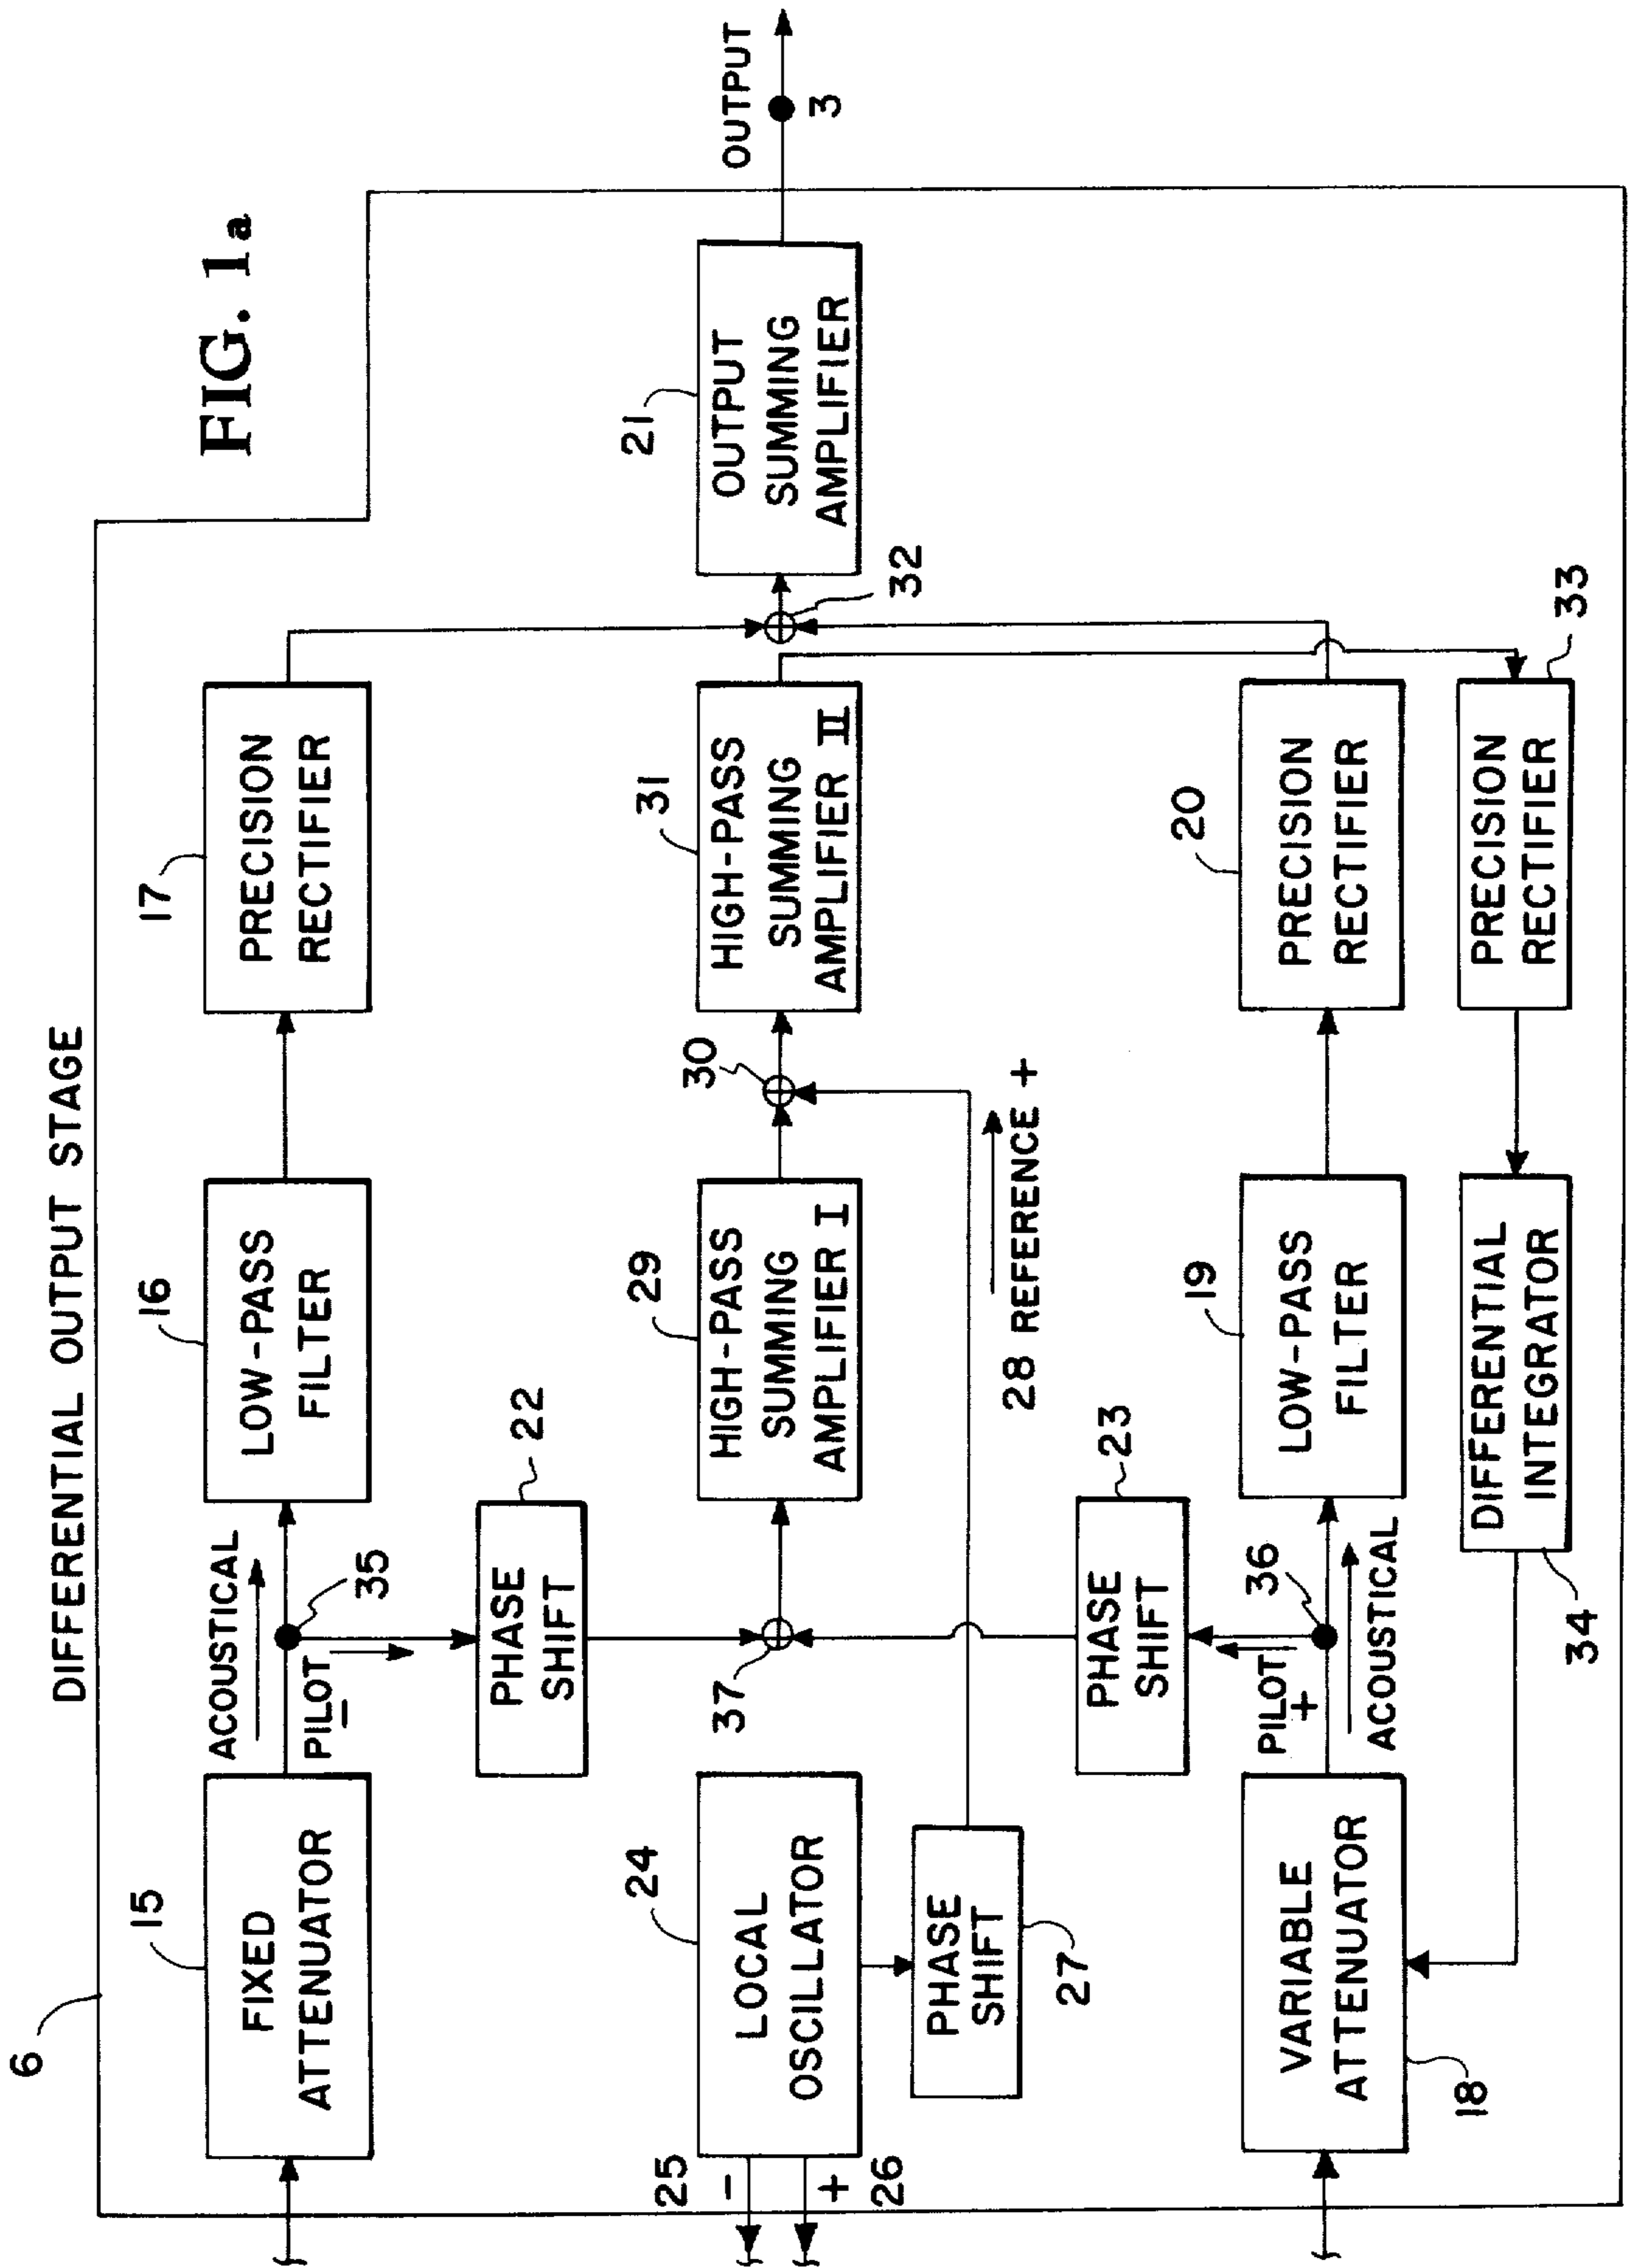 FIG. 1a
DIFFERENTIAL OUTPUT STAGE
6
15
FIXED
ATTENUATOR
ACOUSTICAL
PILOT
−
35
16
LOW-PASS
FILTER
17
PRECISION
RECTIFIER
22
PHASE
SHIFT
25
−
+
26
24
LOCAL
OSCILLATOR
37
29
HIGH-PASS
SUMMING
AMPLIFIER I
30
31
HIGH-PASS
SUMMING
AMPLIFIER II
32
21
OUTPUT
SUMMING
AMPLIFIER
OUTPUT
3
PHASE
SHIFT
27
28 REFERENCE +
23
PHASE
SHIFT
PILOT
+
36
ACOUSTICAL
VARIABLE
ATTENUATOR
18
19
LOW-PASS
FILTER
20
PRECISION
RECTIFIER
DIFFERENTIAL
INTEGRATOR
34
PRECISION
RECTIFIER
33